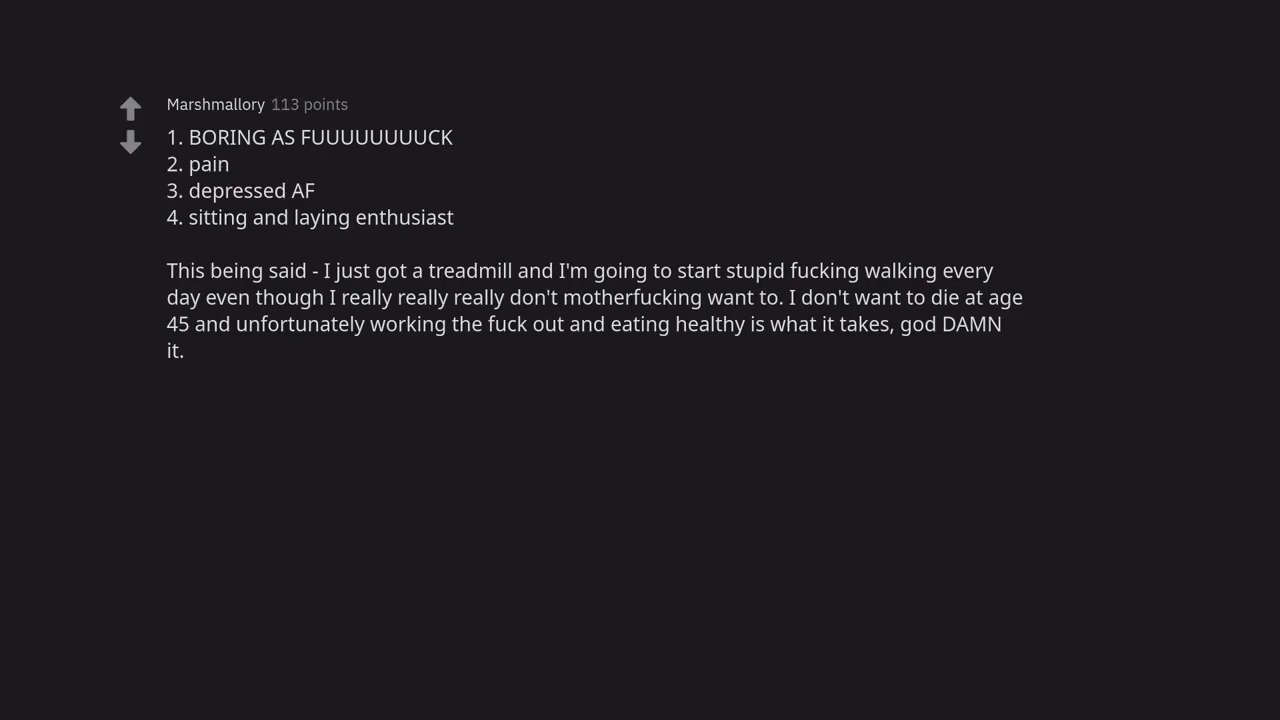 Marshmallory 113 points
1. BORING AS FUUUUUUUUCK
2. pain
3. depressed AF
4. sitting and laying enthusiast
This being said - I just got a treadmill and I'm going to start stupid fucking walking every
day even though I really really really don't motherfucking want to. I don't want to die at age
45 and unfortunately working the fuck out and eating healthy is what it takes, god DAMN
it.